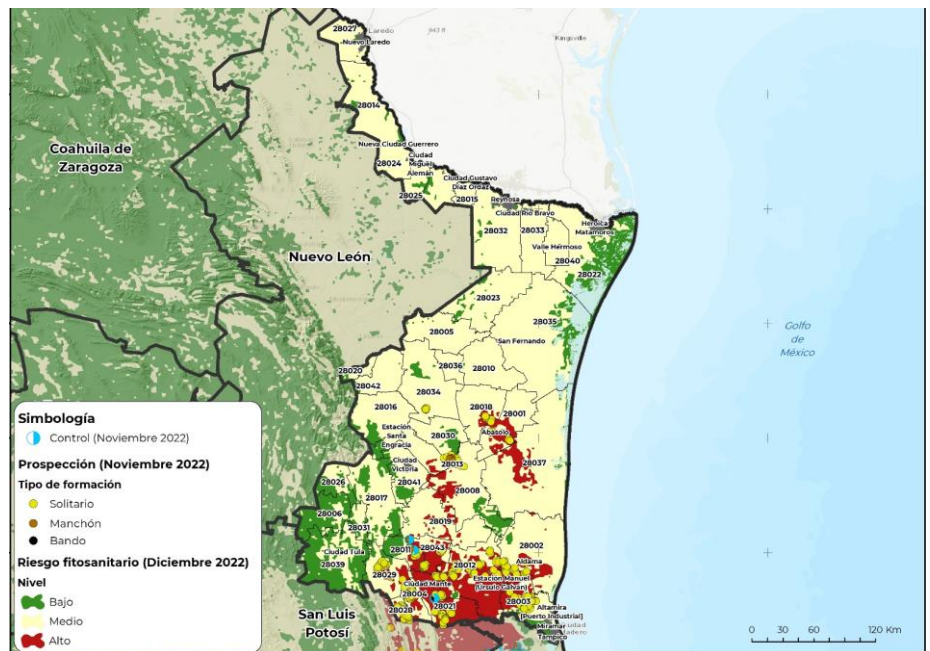 28027
Laredo
Nuevo Laredo
Kingsville
28014
Coahuila de
Zaragoza
Nueva Ciudad Guerrero
Ciudad
Miguel
Alemán
28024
28025
Ciudad Gustavo
Díaz Ordaz
28015
Reynosa
Ciudad Río Bravo
28032
28033
Heroica
Matamoros
Valle Hermoso
28040
28022
Nuevo León
28023
28035
Golfo
de
México
28005
San Fernando
28020
28042
28036
28010
28034
28016
28018
28001
Abasolo
Estación
Santa
Engracia
28030
Ciudad
Victoria
28013
28037
28026
28041
28008
28017
28006
28031
28019
28011
28043
28002
Ciudad Tula
28039
28029
28012
Aldama
Ciudad Mante
Estación Manuel
(Úrsulo Galván)
28004
28021
28003
28028
Altamira
[Puerto Industrial]
Miramar
Tampico
San Luis
Potosí
Simbología
Control (Noviembre 2022)
Prospección (Noviembre 2022)
Tipo de formación
Solitario
Manchón
Bando
Riesgo fitosanitario (Diciembre 2022)
Nivel
Bajo
Medio
Alto
0 30 60 120 Km